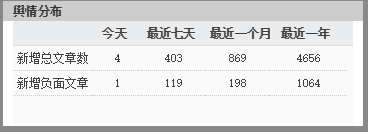 舆情分布
今天 最近七天 最近一个月 最近一年
新增总文章数 4 403 869 4656
新增负面文章 1 119 198 1064